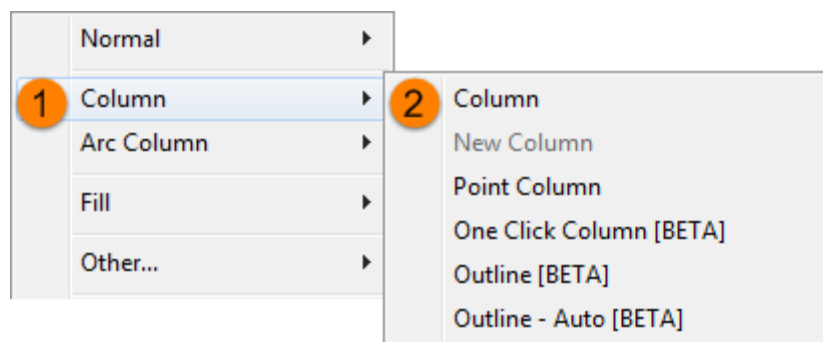 Normal
1 Column
Arc Column
Fill
Other...
2 Column
New Column
Point Column
One Click Column [BETA]
Outline [BETA]
Outline - Auto [BETA]